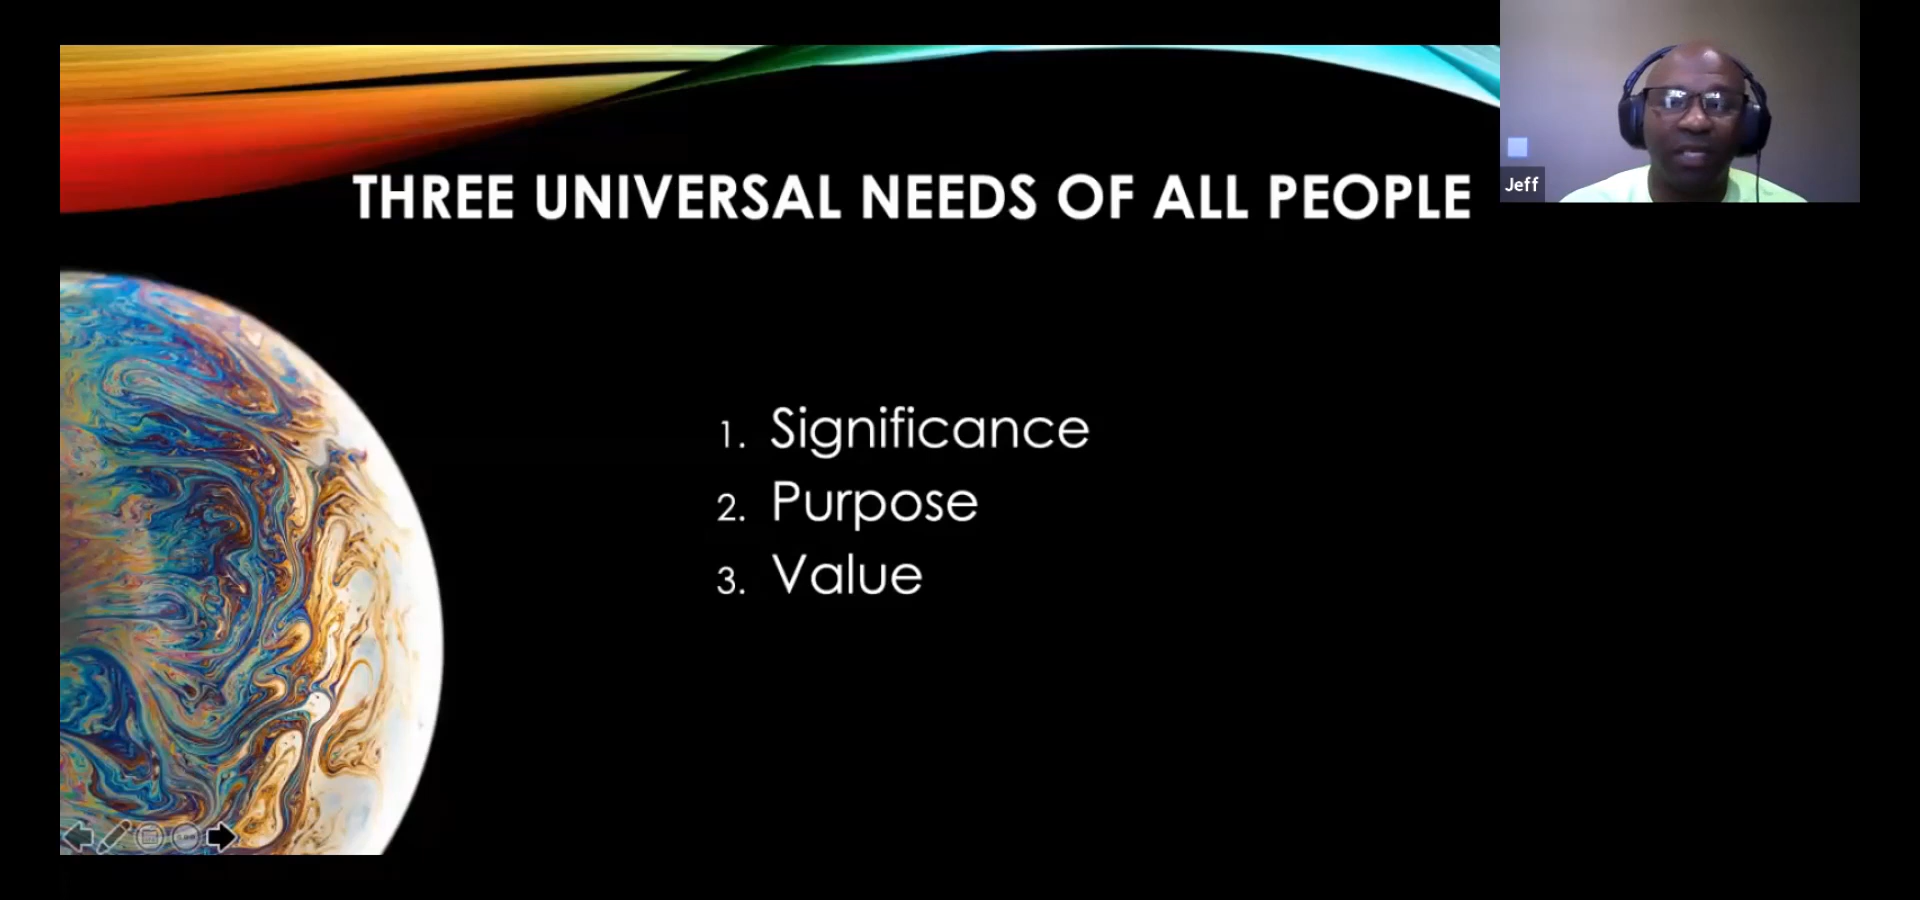 THREE UNIVERSAL NEEDS OF ALL PEOPLE
Jeff
1. Significance
2. Purpose
3. Value